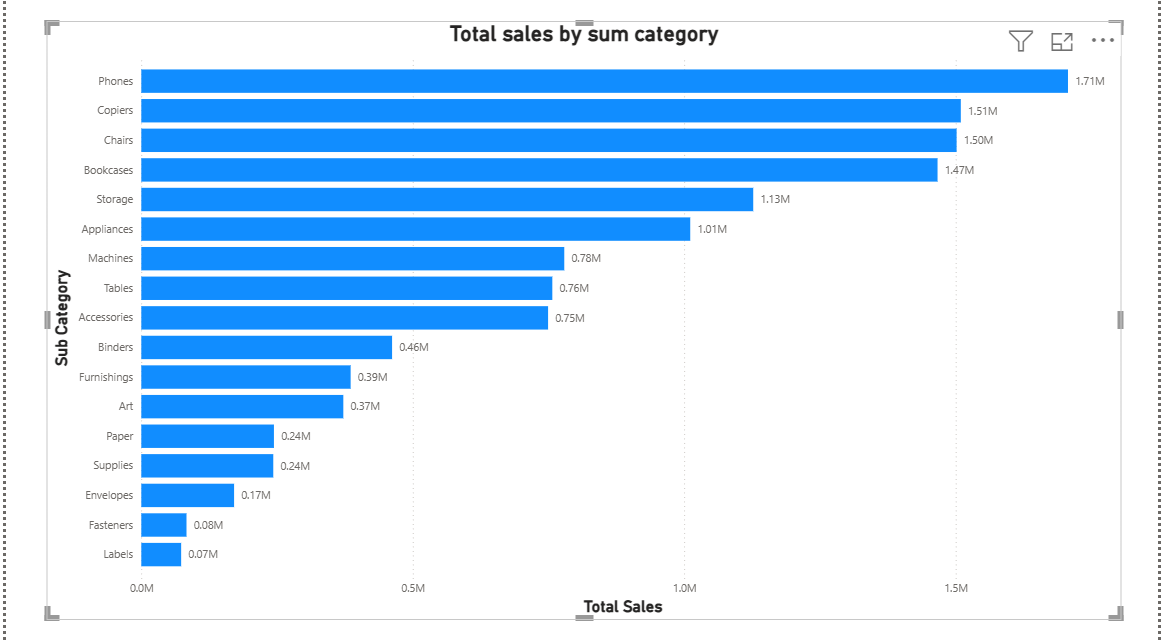 Total sales by sum category
Phones 1.71M
Copiers 1.51M
Chairs 1.50M
Bookcases 1.47M
Storage 1.13M
Appliances 1.01M
Machines 0.78M
Tables 0.76M
Accessories 0.75M
Binders 0.46M
Furnishings 0.39M
Art 0.37M
Paper 0.24M
Supplies 0.24M
Envelopes 0.17M
Fasteners 0.08M
Labels 0.07M
Sub Category
0.0M 0.5M 1.0M 1.5M
Total Sales